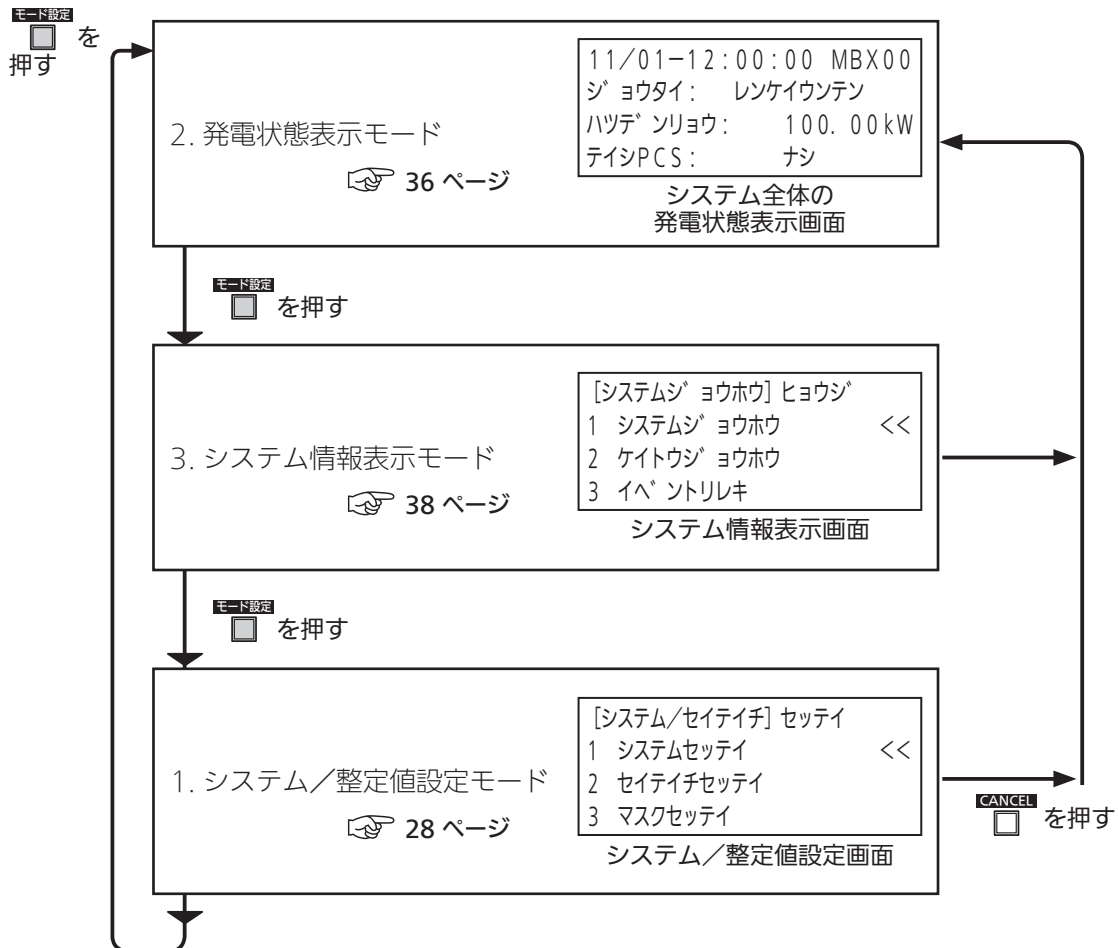 モード設定
を
押す
2. 発電状態表示モード
36 ページ
11/01-12:00:00 MBX00
ジョウタイ: レンケイウンテン
ハツデンリョウ: 100.00kW
テイシPCS: ナシ
システム全体の
発電状態表示画面
モード設定
を押す
3. システム情報表示モード
38 ページ
[システムジョウホウ] ヒョウジ
1 システムジョウホウ <<
2 ケイトウジョウホウ
3 イベントリレキ
システム情報表示画面
モード設定
を押す
1. システム/整定値設定モード
28 ページ
[システム/セイテイチ] セッテイ
1 システムセッテイ <<
2 セイテイチセッテイ
3 マスクセッテイ
システム/整定値設定画面
CANCEL
を押す